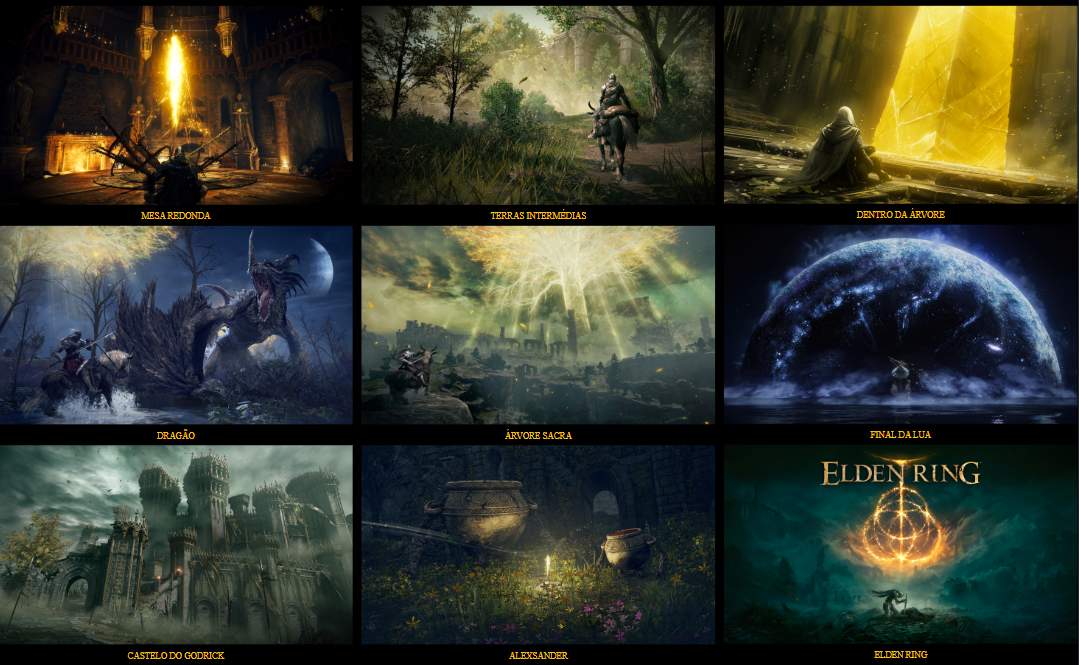 MESA REDONDA
TERRAS INTERMÉDIAS
DENTRO DA ÁRVORE
DRAGÃO
ÁRVORE SACRA
FINAL DA LUA
ELDEN RING
CASTELO DO GODRICK
ALEXSANDER
ELDEN RING